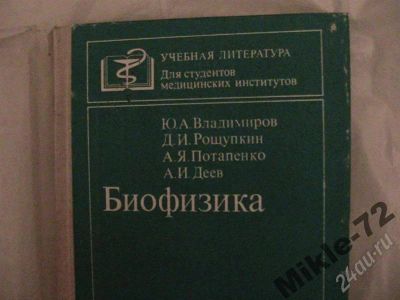 УЧЕБНАЯ ЛИТЕРАТУРА
Для студентов
медицинских институтов
Ю.А.Владимиров
Д.И.Рощупкин
А.Я.Потапенко
А.И.Деев
Биофизика
Mikle-72
24au.ru